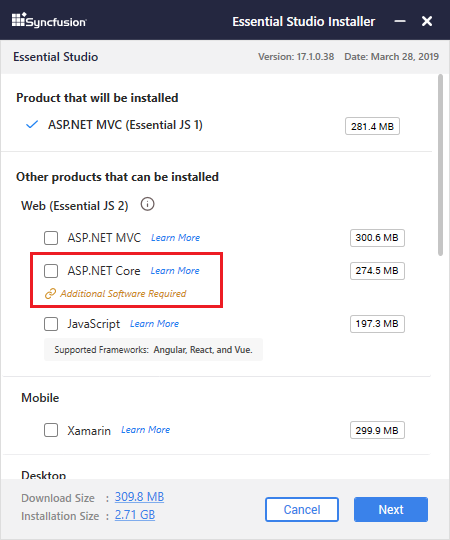 Syncfusion
Essential Studio Installer
Essential Studio
Version: 17.1.0.38 Date: March 28, 2019
Product that will be installed
ASP.NET MVC (Essential JS 1) 281.4 MB
Other products that can be installed
Web (Essential JS 2)
ASP.NET MVC Learn More 300.6 MB
ASP.NET Core Learn More 274.5 MB
Additional Software Required
JavaScript Learn More 197.3 MB
Supported Frameworks: Angular, React, and Vue.
Mobile
Xamarin Learn More 299.9 MB
Desktop
Download Size : 309.8 MB
Installation Size : 2.71 GB
Cancel Next